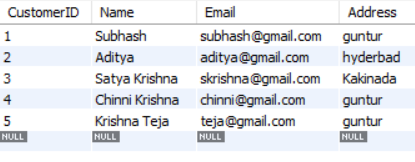 CustomerID Name Email Address
1 Subhash subhash@gmail.com guntur
2 Aditya aditya@gmail.com hyderbad
3 Satya Krishna skrishna@gmail.com Kakinada
4 Chinni Krishna chinni@gmail.com guntur
5 Krishna Teja teja@gmail.com guntur
NULL NULL NULL NULL